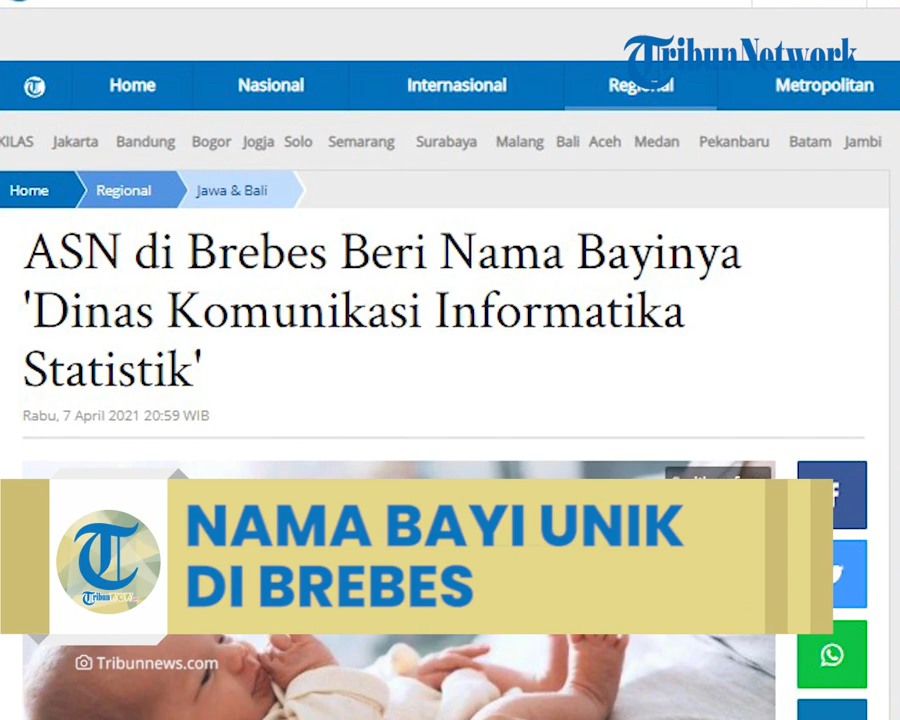 TribunNetwork
Home Nasional Internasional Regional Metropolitan
KILAS Jakarta Bandung Bogor Jogja Solo Semarang Surabaya Malang Bali Aceh Medan Pekanbaru Batam Jambi
Home Regional Jawa & Bali
ASN di Brebes Beri Nama Bayinya
'Dinas Komunikasi Informatika
Statistik'
Rabu, 7 April 2021 20:59 WIB
NAMA BAYI UNIK
DI BREBES
Tribunnews.com